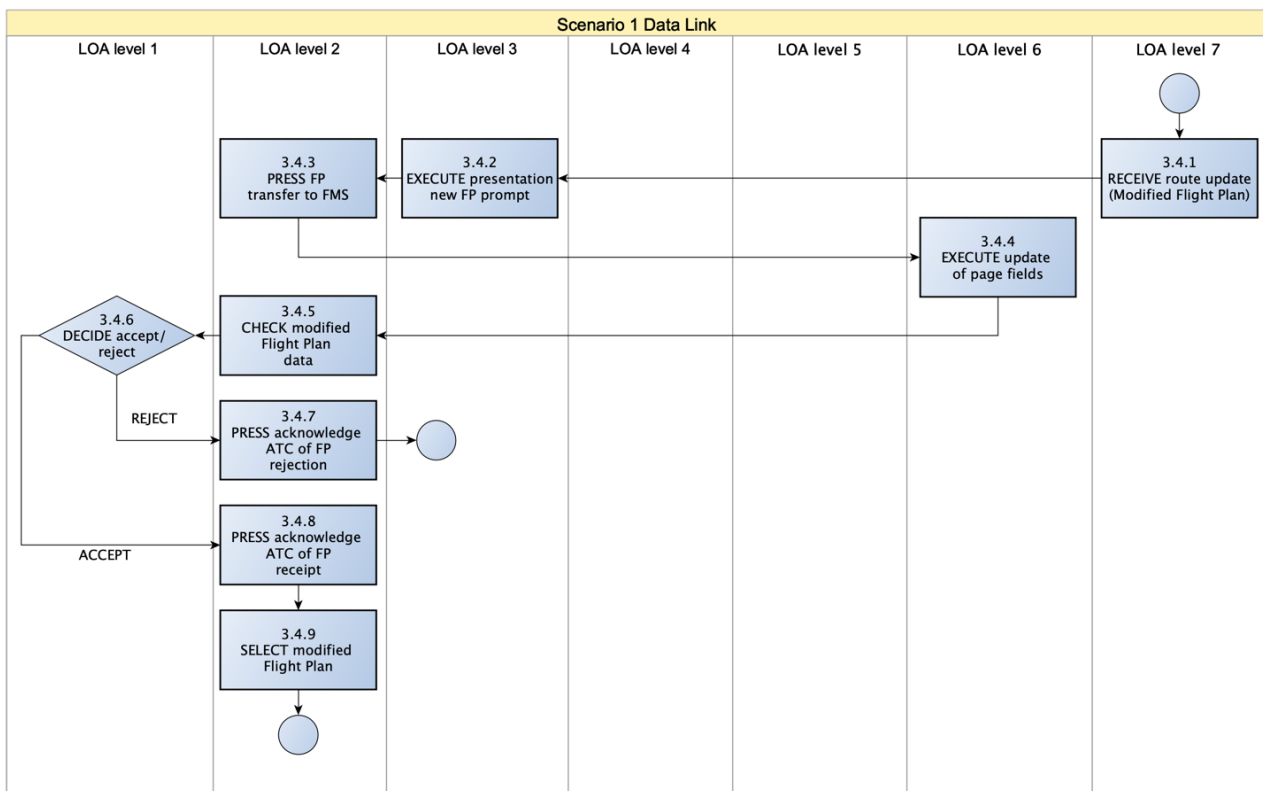 Scenario 1 Data Link
LOA level 1
LOA level 2
LOA level 3
LOA level 4
LOA level 5
LOA level 6
LOA level 7
3.4.3
PRESS FP
transfer to FMS
3.4.2
EXECUTE presentation
new FP prompt
3.4.1
RECEIVE route update
(Modified Flight Plan)
3.4.4
EXECUTE update
of page fields
3.4.6
DECIDE accept/
reject
3.4.5
CHECK modified
Flight Plan
data
REJECT
3.4.7
PRESS acknowledge
ATC of FP
rejection
ACCEPT
3.4.8
PRESS acknowledge
ATC of FP
receipt
3.4.9
SELECT modified
Flight Plan